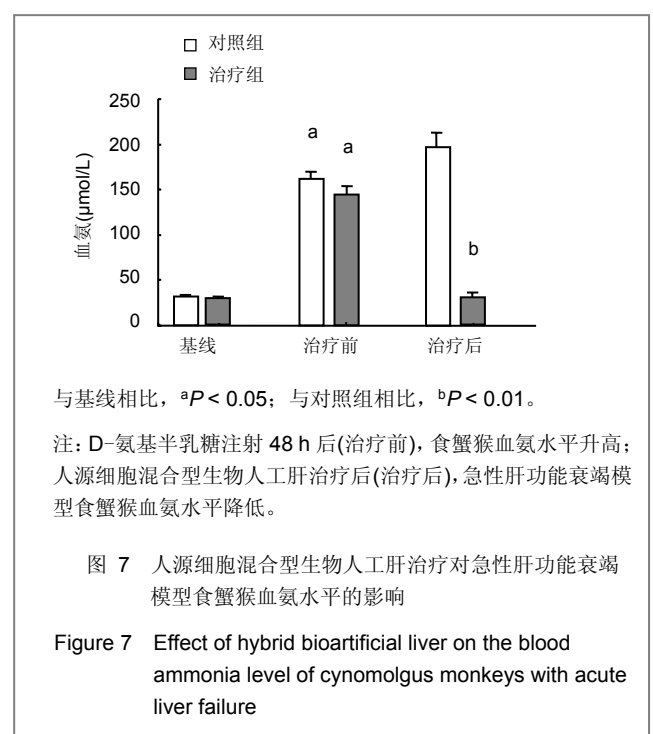 对照组
治疗组
250
200
150
100
50
0
血氨(μmol/L)
a
a
b
基线
治疗前
治疗后
与基线相比，ᵃP < 0.05；与对照组相比，ᵇP < 0.01。
注：D-氨基半乳糖注射 48 h 后(治疗前)，食蟹猴血氨水平升高；
人源细胞混合型生物人工肝治疗后(治疗后)，急性肝功能衰竭模
型食蟹猴血氨水平降低。
图 7 人源细胞混合型生物人工肝治疗对急性肝功能衰竭
模型食蟹猴血氨水平的影响
Figure 7 Effect of hybrid bioartificial liver on the blood
ammonia level of cynomolgus monkeys with acute
liver failure